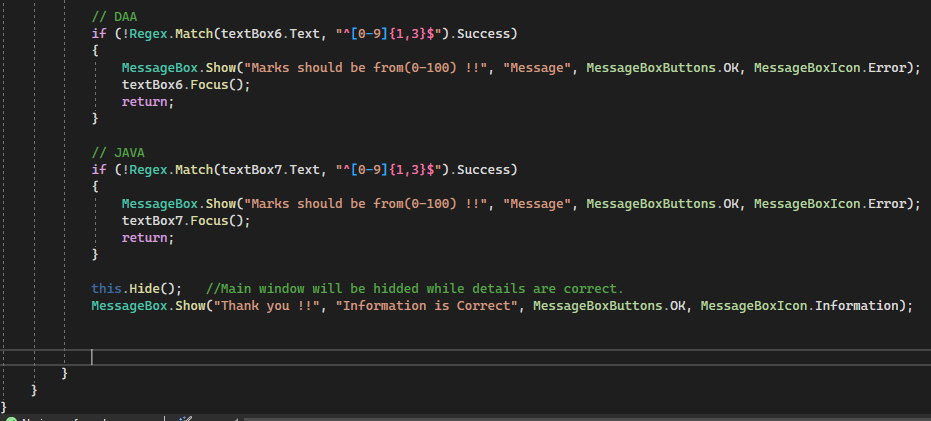 // DAA
if (!Regex.Match(textBox6.Text, "^[0-9]{1,3}$").Success)
{
MessageBox.Show("Marks should be from(0-100) !!", "Message", MessageBoxButtons.OK, MessageBoxIcon.Error);
textBox6.Focus();
return;
}
// JAVA
if (!Regex.Match(textBox7.Text, "^[0-9]{1,3}$").Success)
{
MessageBox.Show("Marks should be from(0-100) !!", "Message", MessageBoxButtons.OK, MessageBoxIcon.Error);
textBox7.Focus();
return;
}
this.Hide(); //Main window will be hidded while details are correct.
MessageBox.Show("Thank you !!", "Information is Correct", MessageBoxButtons.OK, MessageBoxIcon.Information);
}
}
}